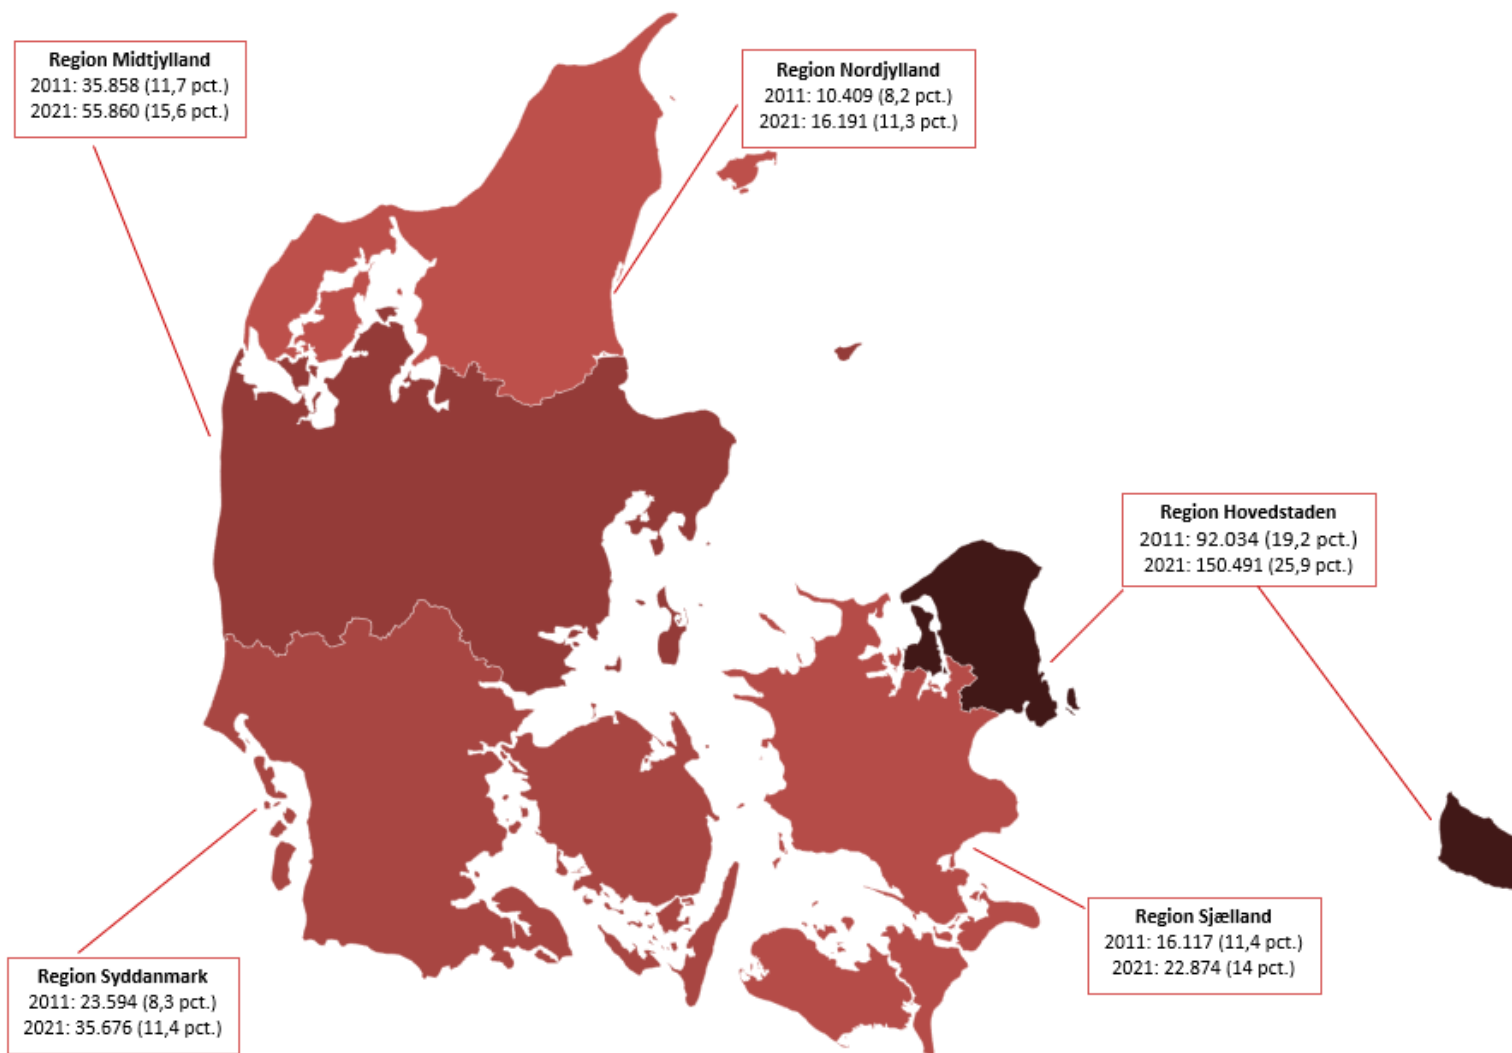 Region Midtjylland
2011: 35.858 (11,7 pct.)
2021: 55.860 (15,6 pct.)
Region Nordjylland
2011: 10.409 (8,2 pct.)
2021: 16.191 (11,3 pct.)
Region Hovedstaden
2011: 92.034 (19,2 pct.)
2021: 150.491 (25,9 pct.)
Region Sjælland
2011: 16.117 (11,4 pct.)
2021: 22.874 (14 pct.)
Region Syddanmark
2011: 23.594 (8,3 pct.)
2021: 35.676 (11,4 pct.)